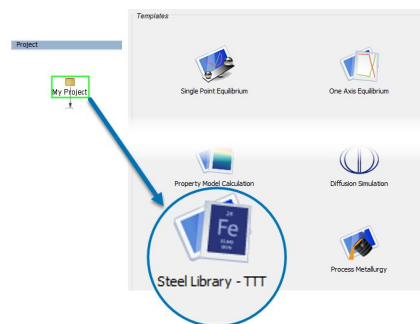 Templates
Project
My Project
Single Point Equilibrium
One Axis Equilibrium
Property Model Calculation
Diffusion Simulation
Fe
Steel Library - TTT
Process Metallurgy